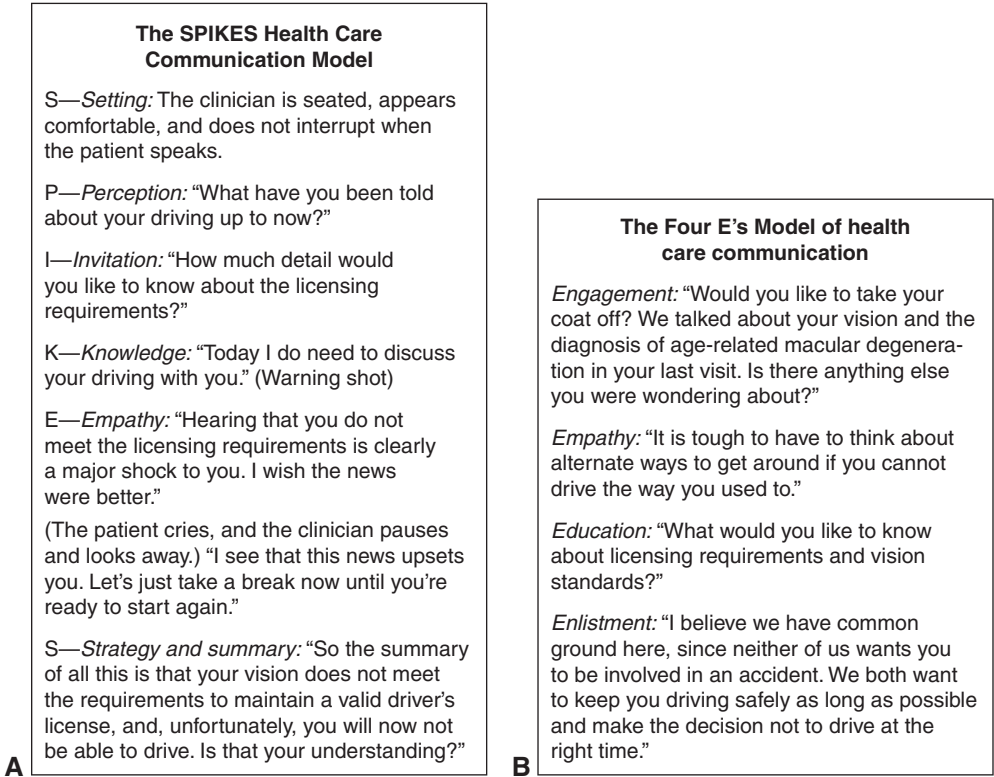 The SPIKES Health Care
Communication Model
S—Setting: The clinician is seated, appears
comfortable, and does not interrupt when
the patient speaks.
P—Perception: “What have you been told
about your driving up to now?”
I—Invitation: “How much detail would
you like to know about the licensing
requirements?”
K—Knowledge: “Today I do need to discuss
your driving with you.” (Warning shot)
E—Empathy: “Hearing that you do not
meet the licensing requirements is clearly
a major shock to you. I wish the news
were better.”
(The patient cries, and the clinician pauses
and looks away.) “I see that this news upsets
you. Let’s just take a break now until you’re
ready to start again.”
S—Strategy and summary: “So the summary
of all this is that your vision does not meet
the requirements to maintain a valid driver’s
license, and, unfortunately, you will now not
be able to drive. Is that your understanding?”
A
The Four E’s Model of health
care communication
Engagement: “Would you like to take your
coat off? We talked about your vision and the
diagnosis of age-related macular degenera-
tion in your last visit. Is there anything else
you were wondering about?”
Empathy: “It is tough to have to think about
alternate ways to get around if you cannot
drive the way you used to.”
Education: “What would you like to know
about licensing requirements and vision
standards?”
Enlistment: “I believe we have common
ground here, since neither of us wants you
to be involved in an accident. We both want
to keep you driving safely as long as possible
and make the decision not to drive at the
right time.”
B